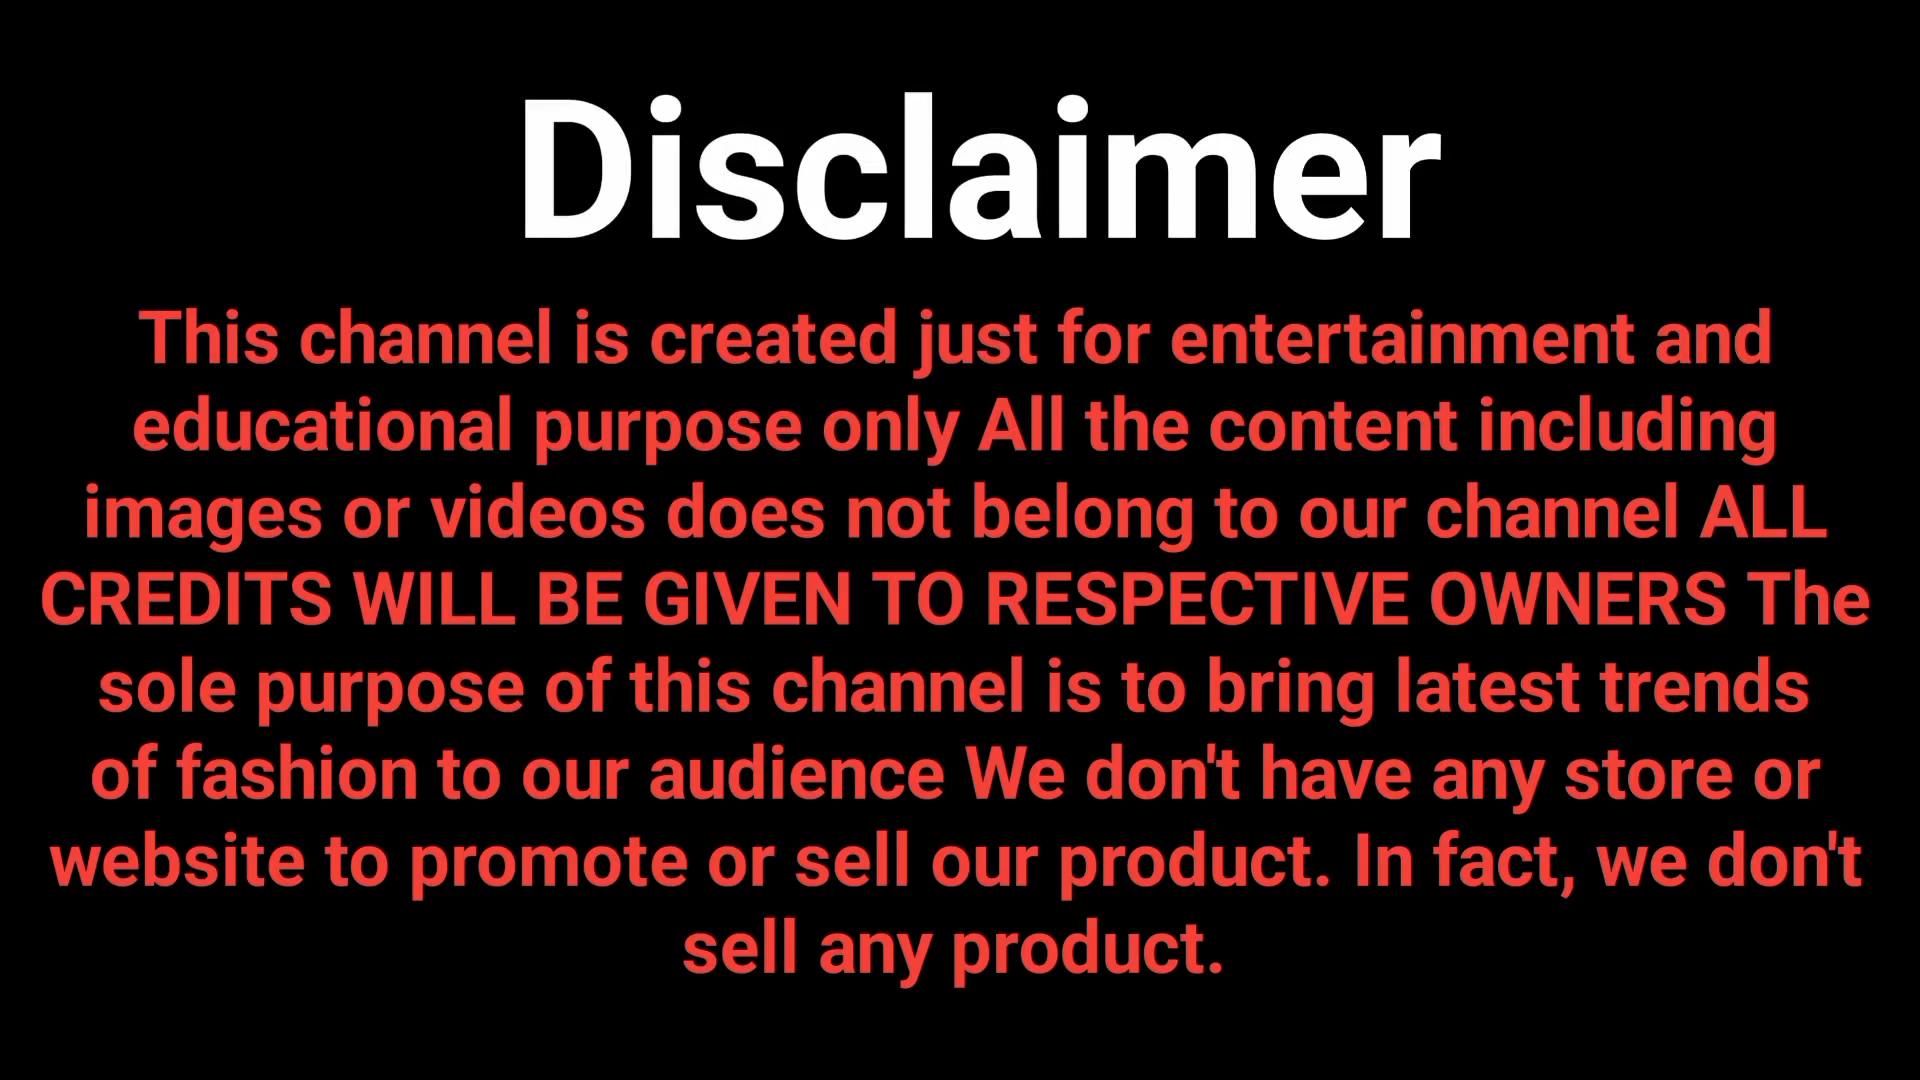 Disclaimer
This channel is created just for entertainment and
educational purpose only All the content including
images or videos does not belong to our channel ALL
CREDITS WILL BE GIVEN TO RESPECTIVE OWNERS The
sole purpose of this channel is to bring latest trends
of fashion to our audience We don't have any store or
website to promote or sell our product. In fact, we don't
sell any product.